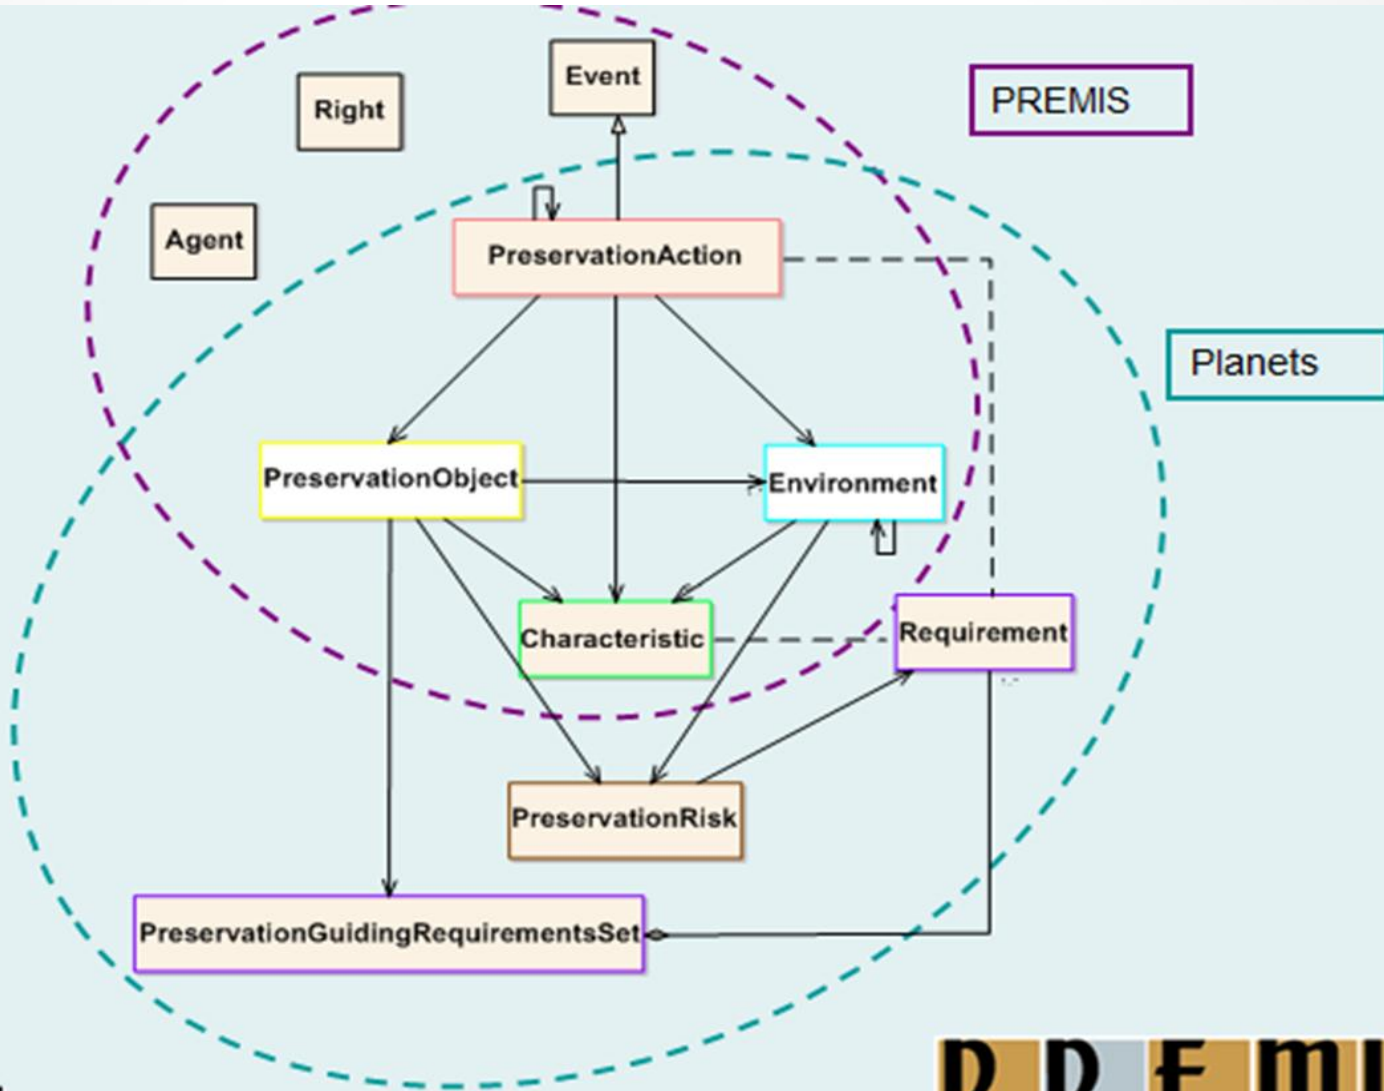 Event
Right
PREMIS
Agent
PreservationAction
Planets
PreservationObject
Environment
Characteristic
Requirement
PreservationRisk
PreservationGuidingRequirementsSet